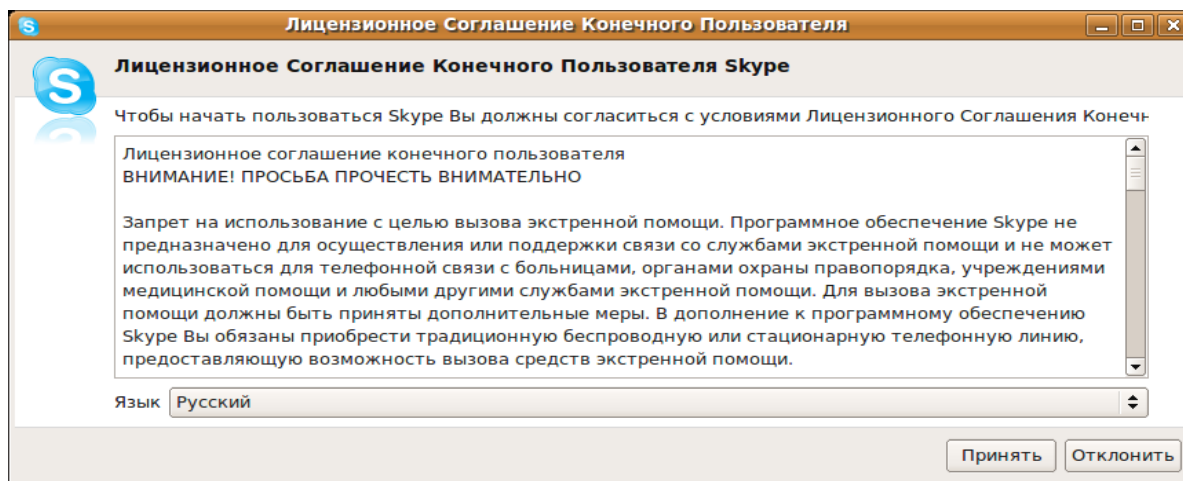 Лицензионное Соглашение Конечного Пользователя
Лицензионное Соглашение Конечного Пользователя Skype
Чтобы начать пользоваться Skype Вы должны согласиться с условиями Лицензионного Соглашения Конечн
Лицензионное соглашение конечного пользователя
ВНИМАНИЕ! ПРОСЬБА ПРОЧЕСТЬ ВНИМАТЕЛЬНО
Запрет на использование с целью вызова экстренной помощи. Программное обеспечение Skype не
предназначено для осуществления или поддержки связи со службами экстренной помощи и не может
использоваться для телефонной связи с больницами, органами охраны правопорядка, учреждениями
медицинской помощи и любыми другими службами экстренной помощи. Для вызова экстренной
помощи должны быть приняты дополнительные меры. В дополнение к программному обеспечению
Skype Вы обязаны приобрести традиционную беспроводную или стационарную телефонную линию,
предоставляющую возможность вызова средств экстренной помощи.
Язык Русский
Принять Отклонить